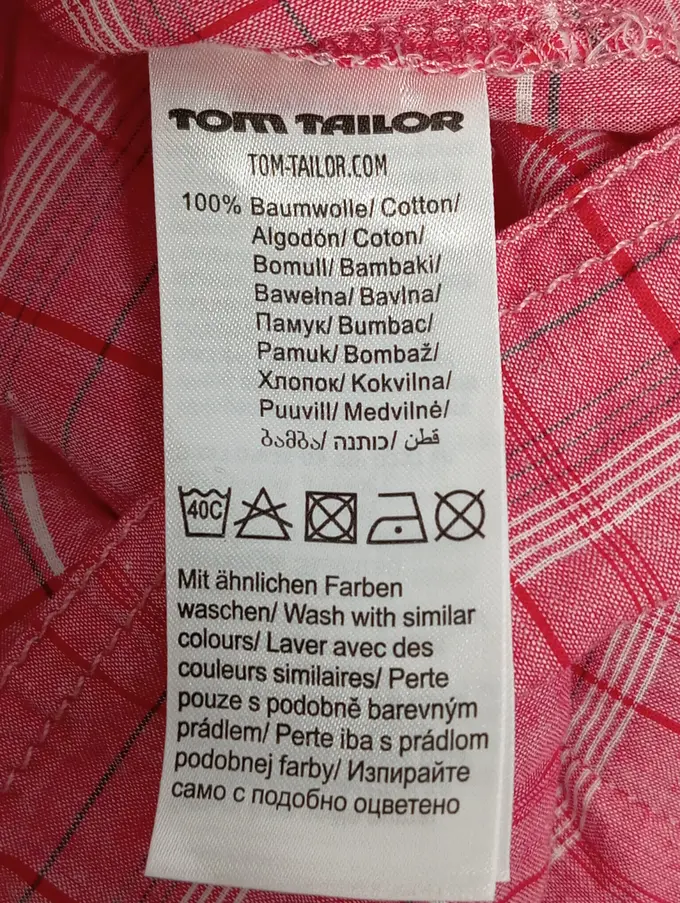 TOM TAILOR
TOM-TAILOR.COM
100% Baumwolle/ Cotton/
Algodón/ Coton/
Bomull/ Bambaki/
Bawełna/ Bavlna/
Памук/ Bumbac/
Pamuk/ Bombaž/
Хлопок/ Kokvilna/
Puuvill/ Medvilnė/
ბამბა/ כותנה/ قطن
40C
Mit ähnlichen Farben
waschen/ Wash with similar
colours/ Laver avec des
couleurs similaires/ Perte
pouze s podobně barevným
prádlem/ Perte iba s prádlom
podobnej farby/ Изпирайте
само с подобно оцветено